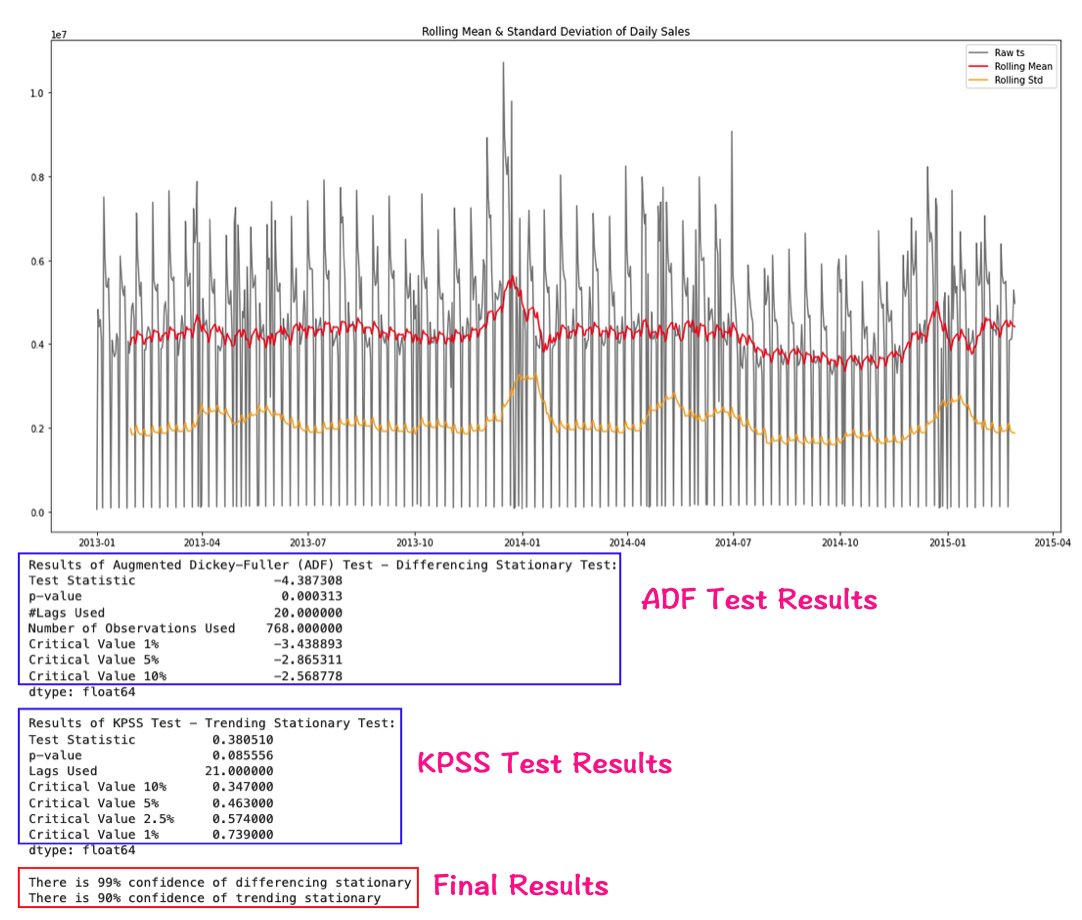 Rolling Mean & Standard Deviation of Daily Sales
1e7
Raw ts
Rolling Mean
Rolling Std
1.0
0.8
0.6
0.4
0.2
0.0
2013-01 2013-04 2013-07 2013-10 2014-01 2014-04 2014-07 2014-10 2015-01 2015-04
Results of Augmented Dickey-Fuller (ADF) Test - Differencing Stationary Test:
Test Statistic -4.387308
p-value 0.000313
#Lags Used 20.000000
Number of Observations Used 768.000000
Critical Value 1% -3.438893
Critical Value 5% -2.865311
Critical Value 10% -2.568778
dtype: float64
ADF Test Results
Results of KPSS Test - Trending Stationary Test:
Test Statistic 0.380510
p-value 0.085556
Lags Used 21.000000
Critical Value 10% 0.347000
Critical Value 5% 0.463000
Critical Value 2.5% 0.574000
Critical Value 1% 0.739000
dtype: float64
KPSS Test Results
There is 99% confidence of differencing stationary
There is 90% confidence of trending stationary
Final Results